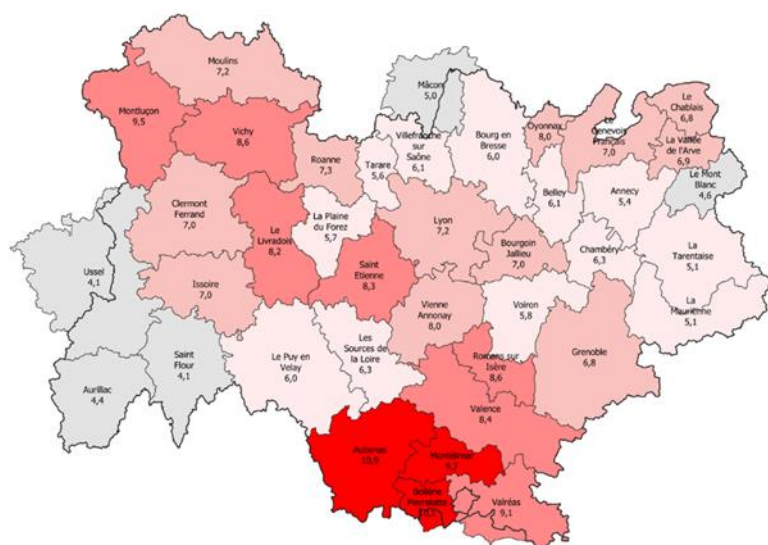 Moulins
7,2
Mâcon
5,0
Montluçon
9,5
Vichy
8,6
Roanne
7,3
Tarare
5,6
Villefranche
sur
Saône
6,1
Bourg en
Bresse
6,0
Oyonnax
8,0
Le
Genevois
Français
7,0
Le
Chablais
6,8
La Vallée
de l'Arve
6,9
Le Mont
Blanc
4,6
Clermont
Ferrand
7,0
Le
Livradois
8,2
La Plaine
du Forez
5,7
Lyon
7,2
Belley
6,1
Annecy
5,4
Ussel
4,1
Issoire
7,0
Saint
Etienne
8,3
Bourgoin
Jallieu
7,0
Chambéry
6,3
La
Tarentaise
5,1
Vienne
Annonay
8,0
Voiron
5,8
La
Maurienne
5,1
Aurillac
4,4
Saint
Flour
4,1
Le Puy en
Velay
6,0
Les
Sources de
la Loire
6,3
Romans sur
Isère
8,6
Grenoble
6,8
Valence
8,4
Aubenas
10,9
Montélimar
9,7
Bollène
Pierrelatte
Valréas
9,1